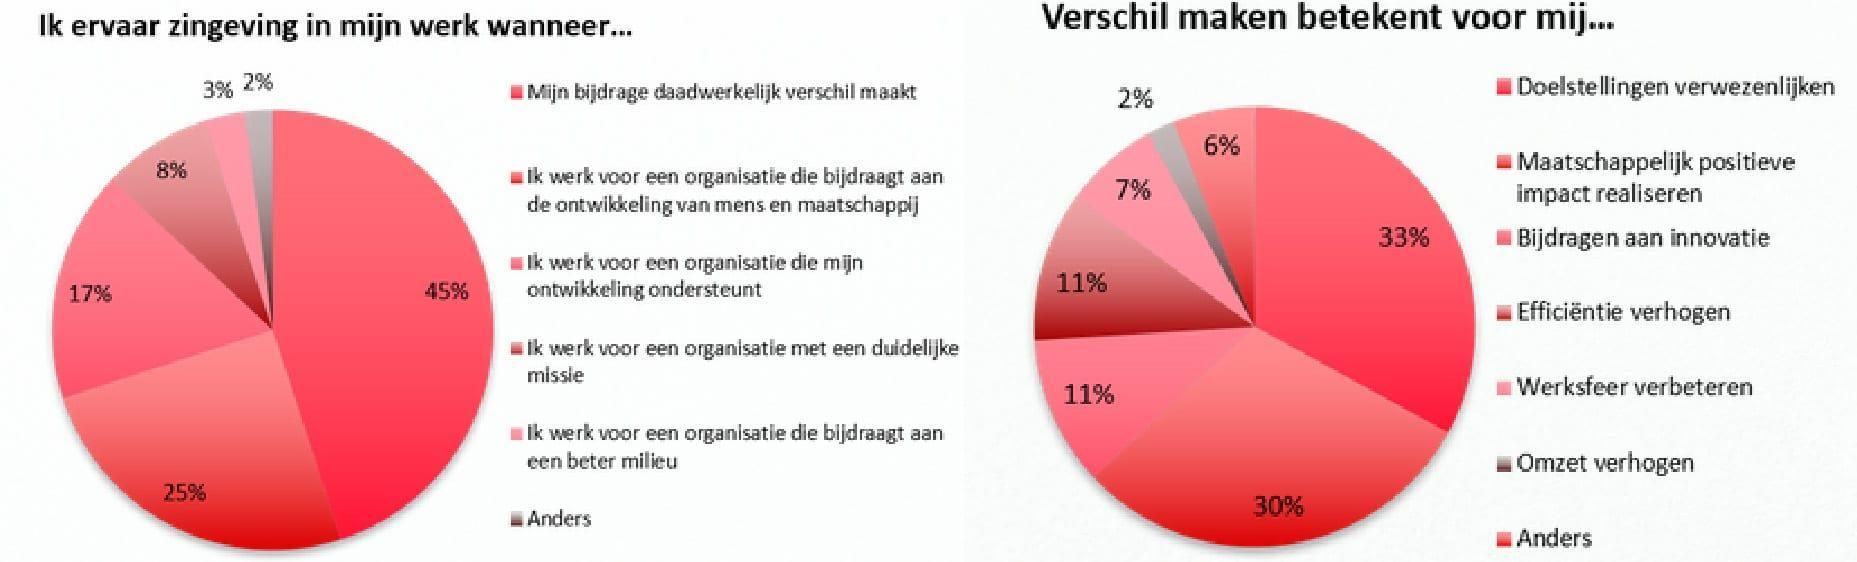 Ik ervaar zingeving in mijn werk wanneer...
3%
2%
8%
17%
45%
25%
Mijn bijdrage daadwerkelijk verschil maakt
Ik werk voor een organisatie die bijdraagt aan
de ontwikkeling van mens en maatschappij
Ik werk voor een organisatie die mijn
ontwikkeling ondersteunt
Ik werk voor een organisatie met een duidelijke
missie
Ik werk voor een organisatie die bijdraagt aan
een beter milieu
Anders
Verschil maken betekent voor mij...
2%
6%
7%
33%
11%
11%
30%
Doelstellingen verwezenlijken
Maatschappelijk positieve
impact realiseren
Bijdragen aan innovatie
Efficiëntie verhogen
Werksfeer verbeteren
Omzet verhogen
Anders